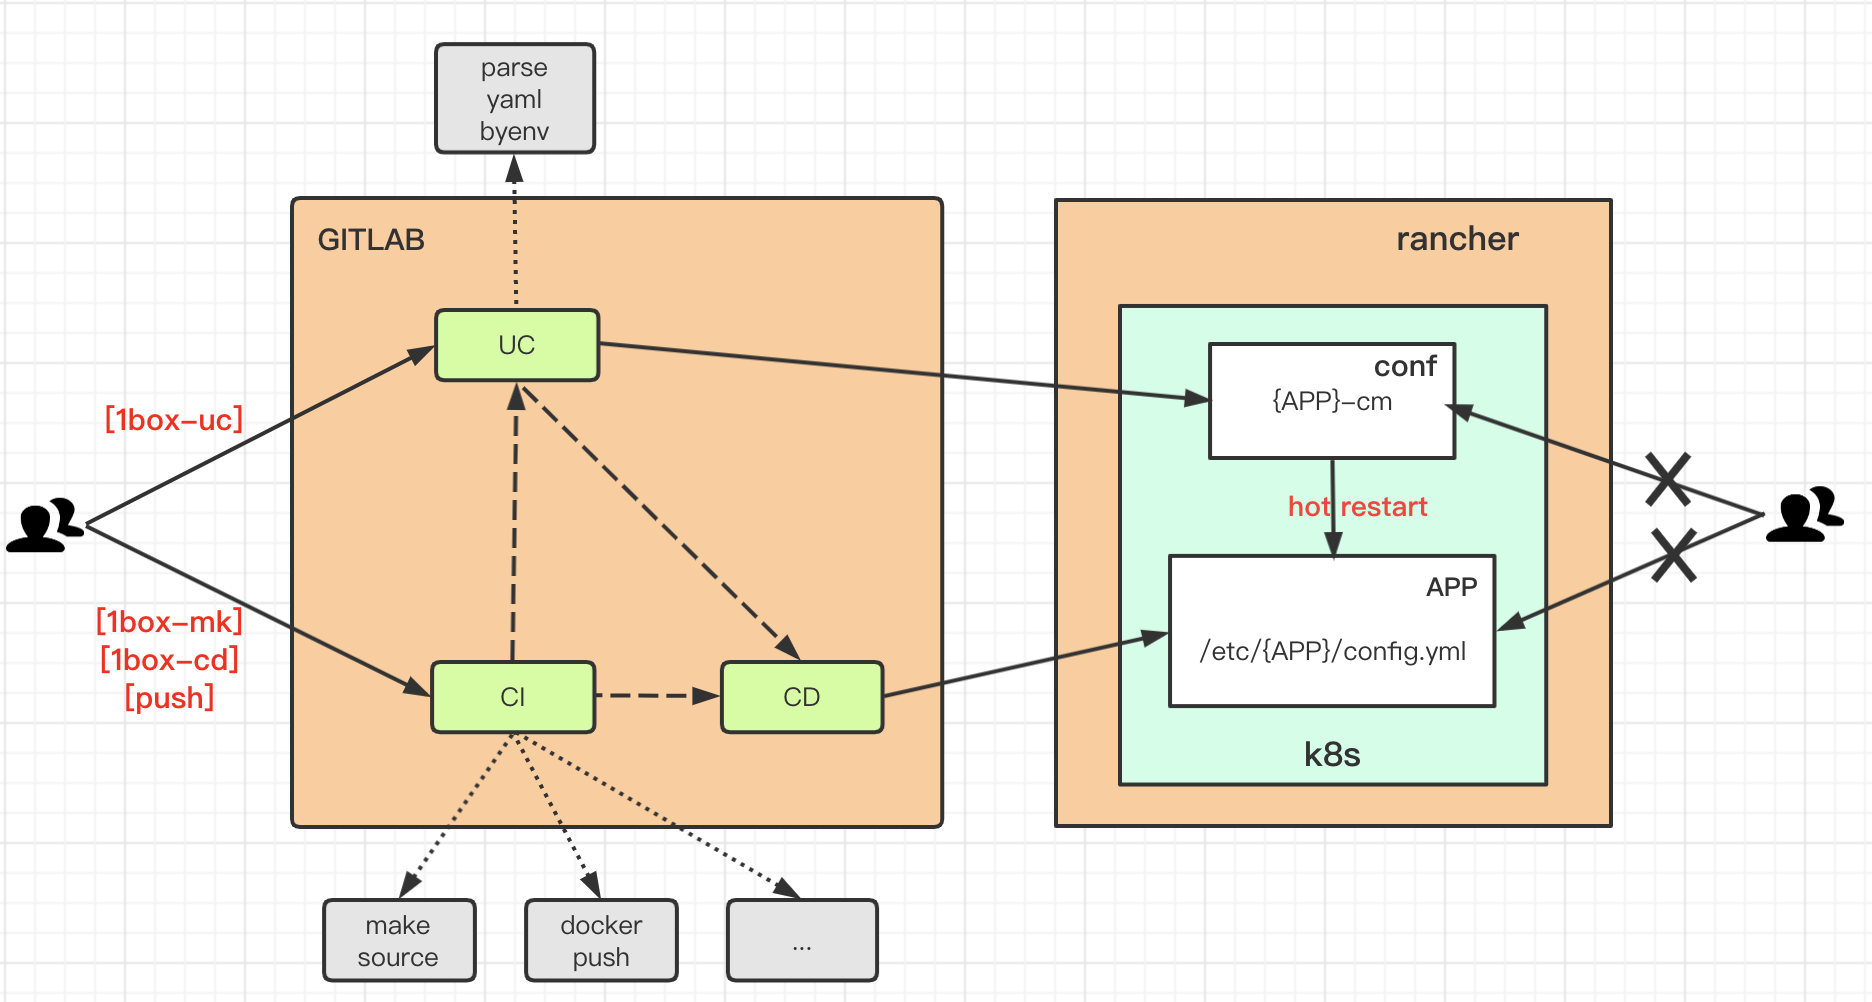 parse
yaml
byenv
GITLAB
rancher
UC
conf
{APP}-cm
[1box-uc]
hot restart
APP
/etc/{APP}/config.yml
[1box-mk]
[1box-cd]
[push]
CI
CD
k8s
make
source
docker
push
...